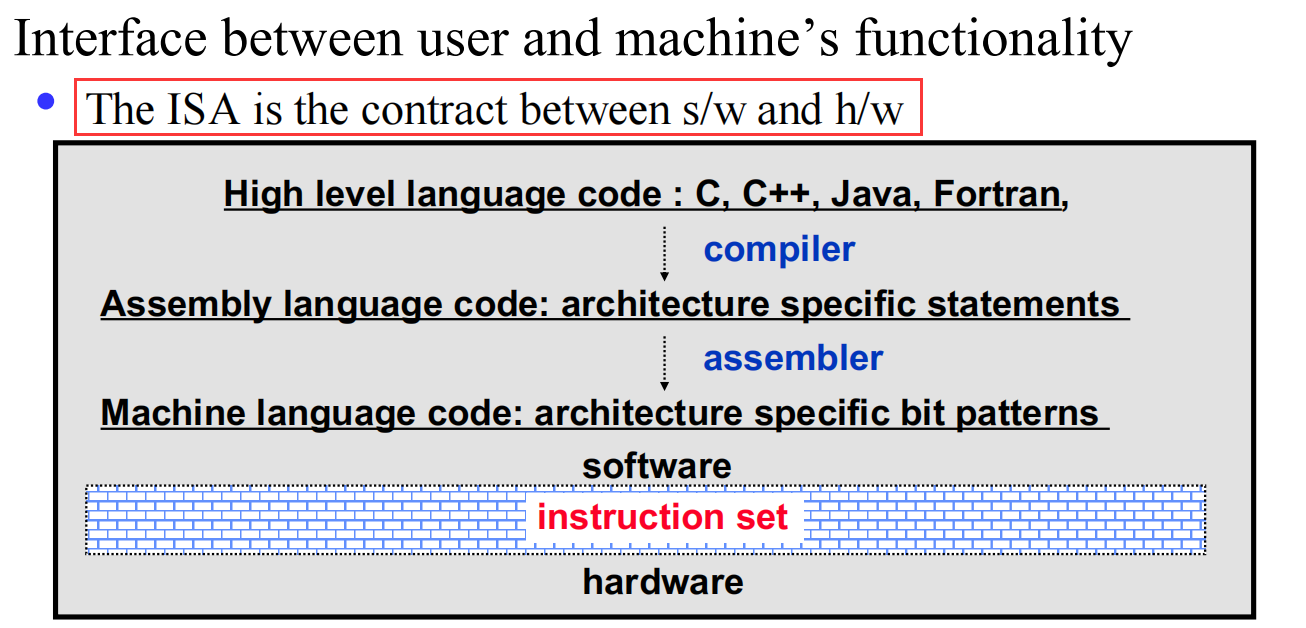 Interface between user and machine’s functionality
The ISA is the contract between s/w and h/w
High level language code : C, C++, Java, Fortran,
compiler
Assembly language code: architecture specific statements
assembler
Machine language code: architecture specific bit patterns
software
instruction set
hardware